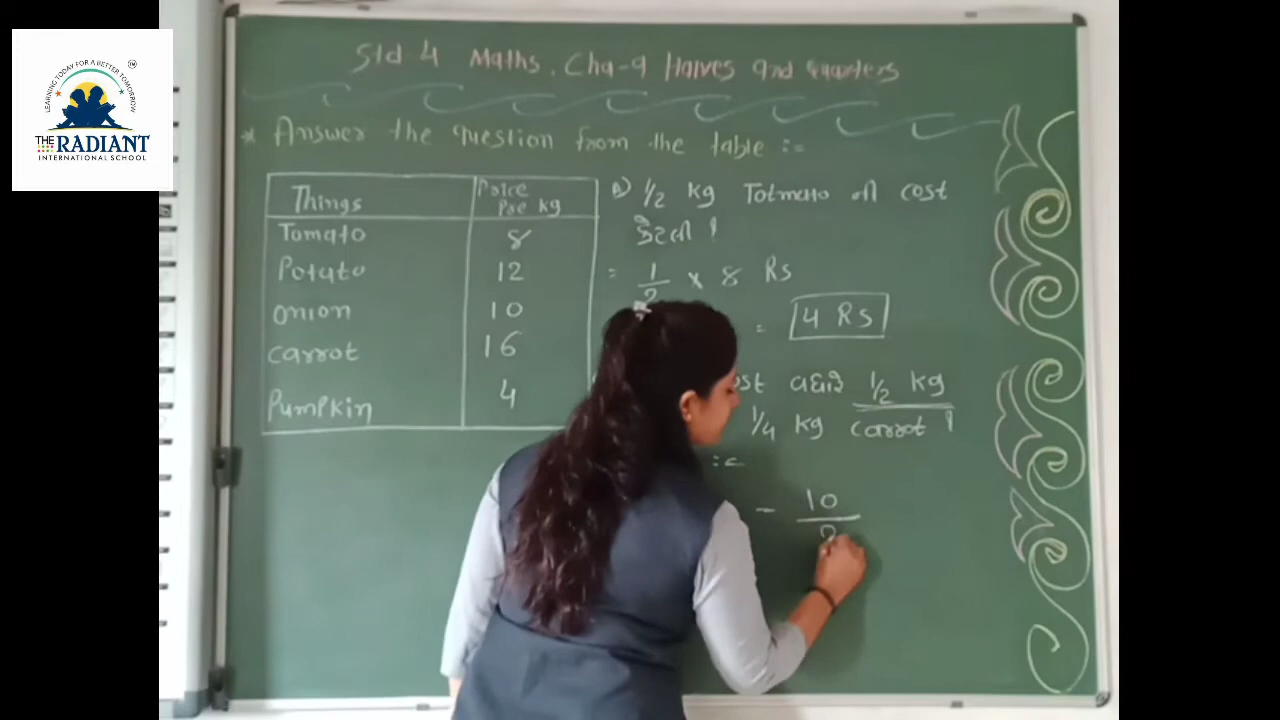 LEARNING TODAY FOR A BETTER TOMORROW
THE RADIANT
INTERNATIONAL SCHOOL
Std 4 Maths, Cha-9 Halves and Quarters
* Answer the question from the table :=
Things Price Per kg
Tomato 8
Potato 12
Onion 10
Carrot 16
Pumpkin 4
1/2 kg Totmato ની cost
કેટલી ?
= 1/2 × 8 Rs
= 4 Rs
વધારે 1/2 kg
1/4 kg carrot ?
:=
- 10